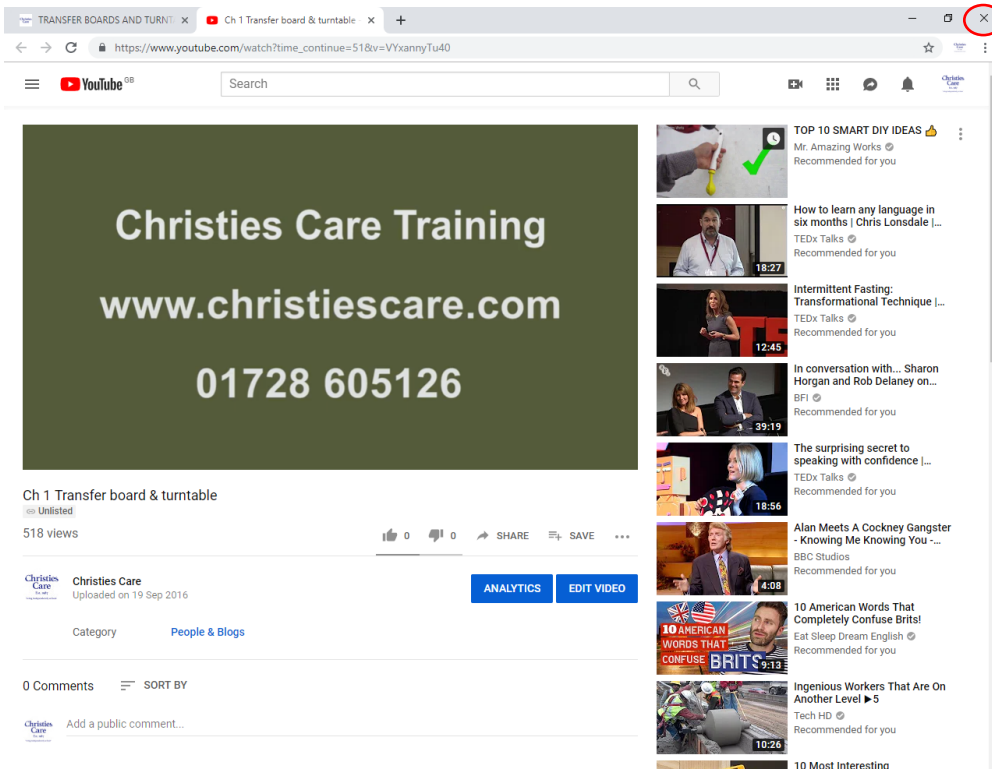 TRANSFER BOARDS AND TURNT
Ch 1 Transfer board & turntable
https://www.youtube.com/watch?time_continue=51&v=VYxannyTu40
YouTube GB
Search
Christies Care
Christies Care Training
www.christiescare.com
01728 605126
Ch 1 Transfer board & turntable
Unlisted
518 views
0
0
SHARE
SAVE
Christies
Care
Christies Care
Uploaded on 19 Sep 2016
ANALYTICS
EDIT VIDEO
Category
People & Blogs
0 Comments
SORT BY
Christies
Care
Add a public comment...
TOP 10 SMART DIY IDEAS 👍
Mr. Amazing Works
Recommended for you
18:27
How to learn any language in
six months | Chris Lonsdale |...
TEDx Talks
Recommended for you
12:45
Intermittent Fasting:
Transformational Technique |...
TEDx Talks
Recommended for you
39:19
In conversation with... Sharon
Horgan and Rob Delaney on...
BFI
Recommended for you
18:56
The surprising secret to
speaking with confidence |...
TEDx Talks
Recommended for you
4:08
Alan Meets A Cockney Gangster
- Knowing Me Knowing You -...
BBC Studios
Recommended for you
10 AMERICAN
WORDS THAT
CONFUSE BRITS
9:13
10 American Words That
Completely Confuse Brits!
Eat Sleep Dream English
Recommended for you
10:26
Ingenious Workers That Are On
Another Level ▶5
Tech HD
Recommended for you
10 Most Interesting